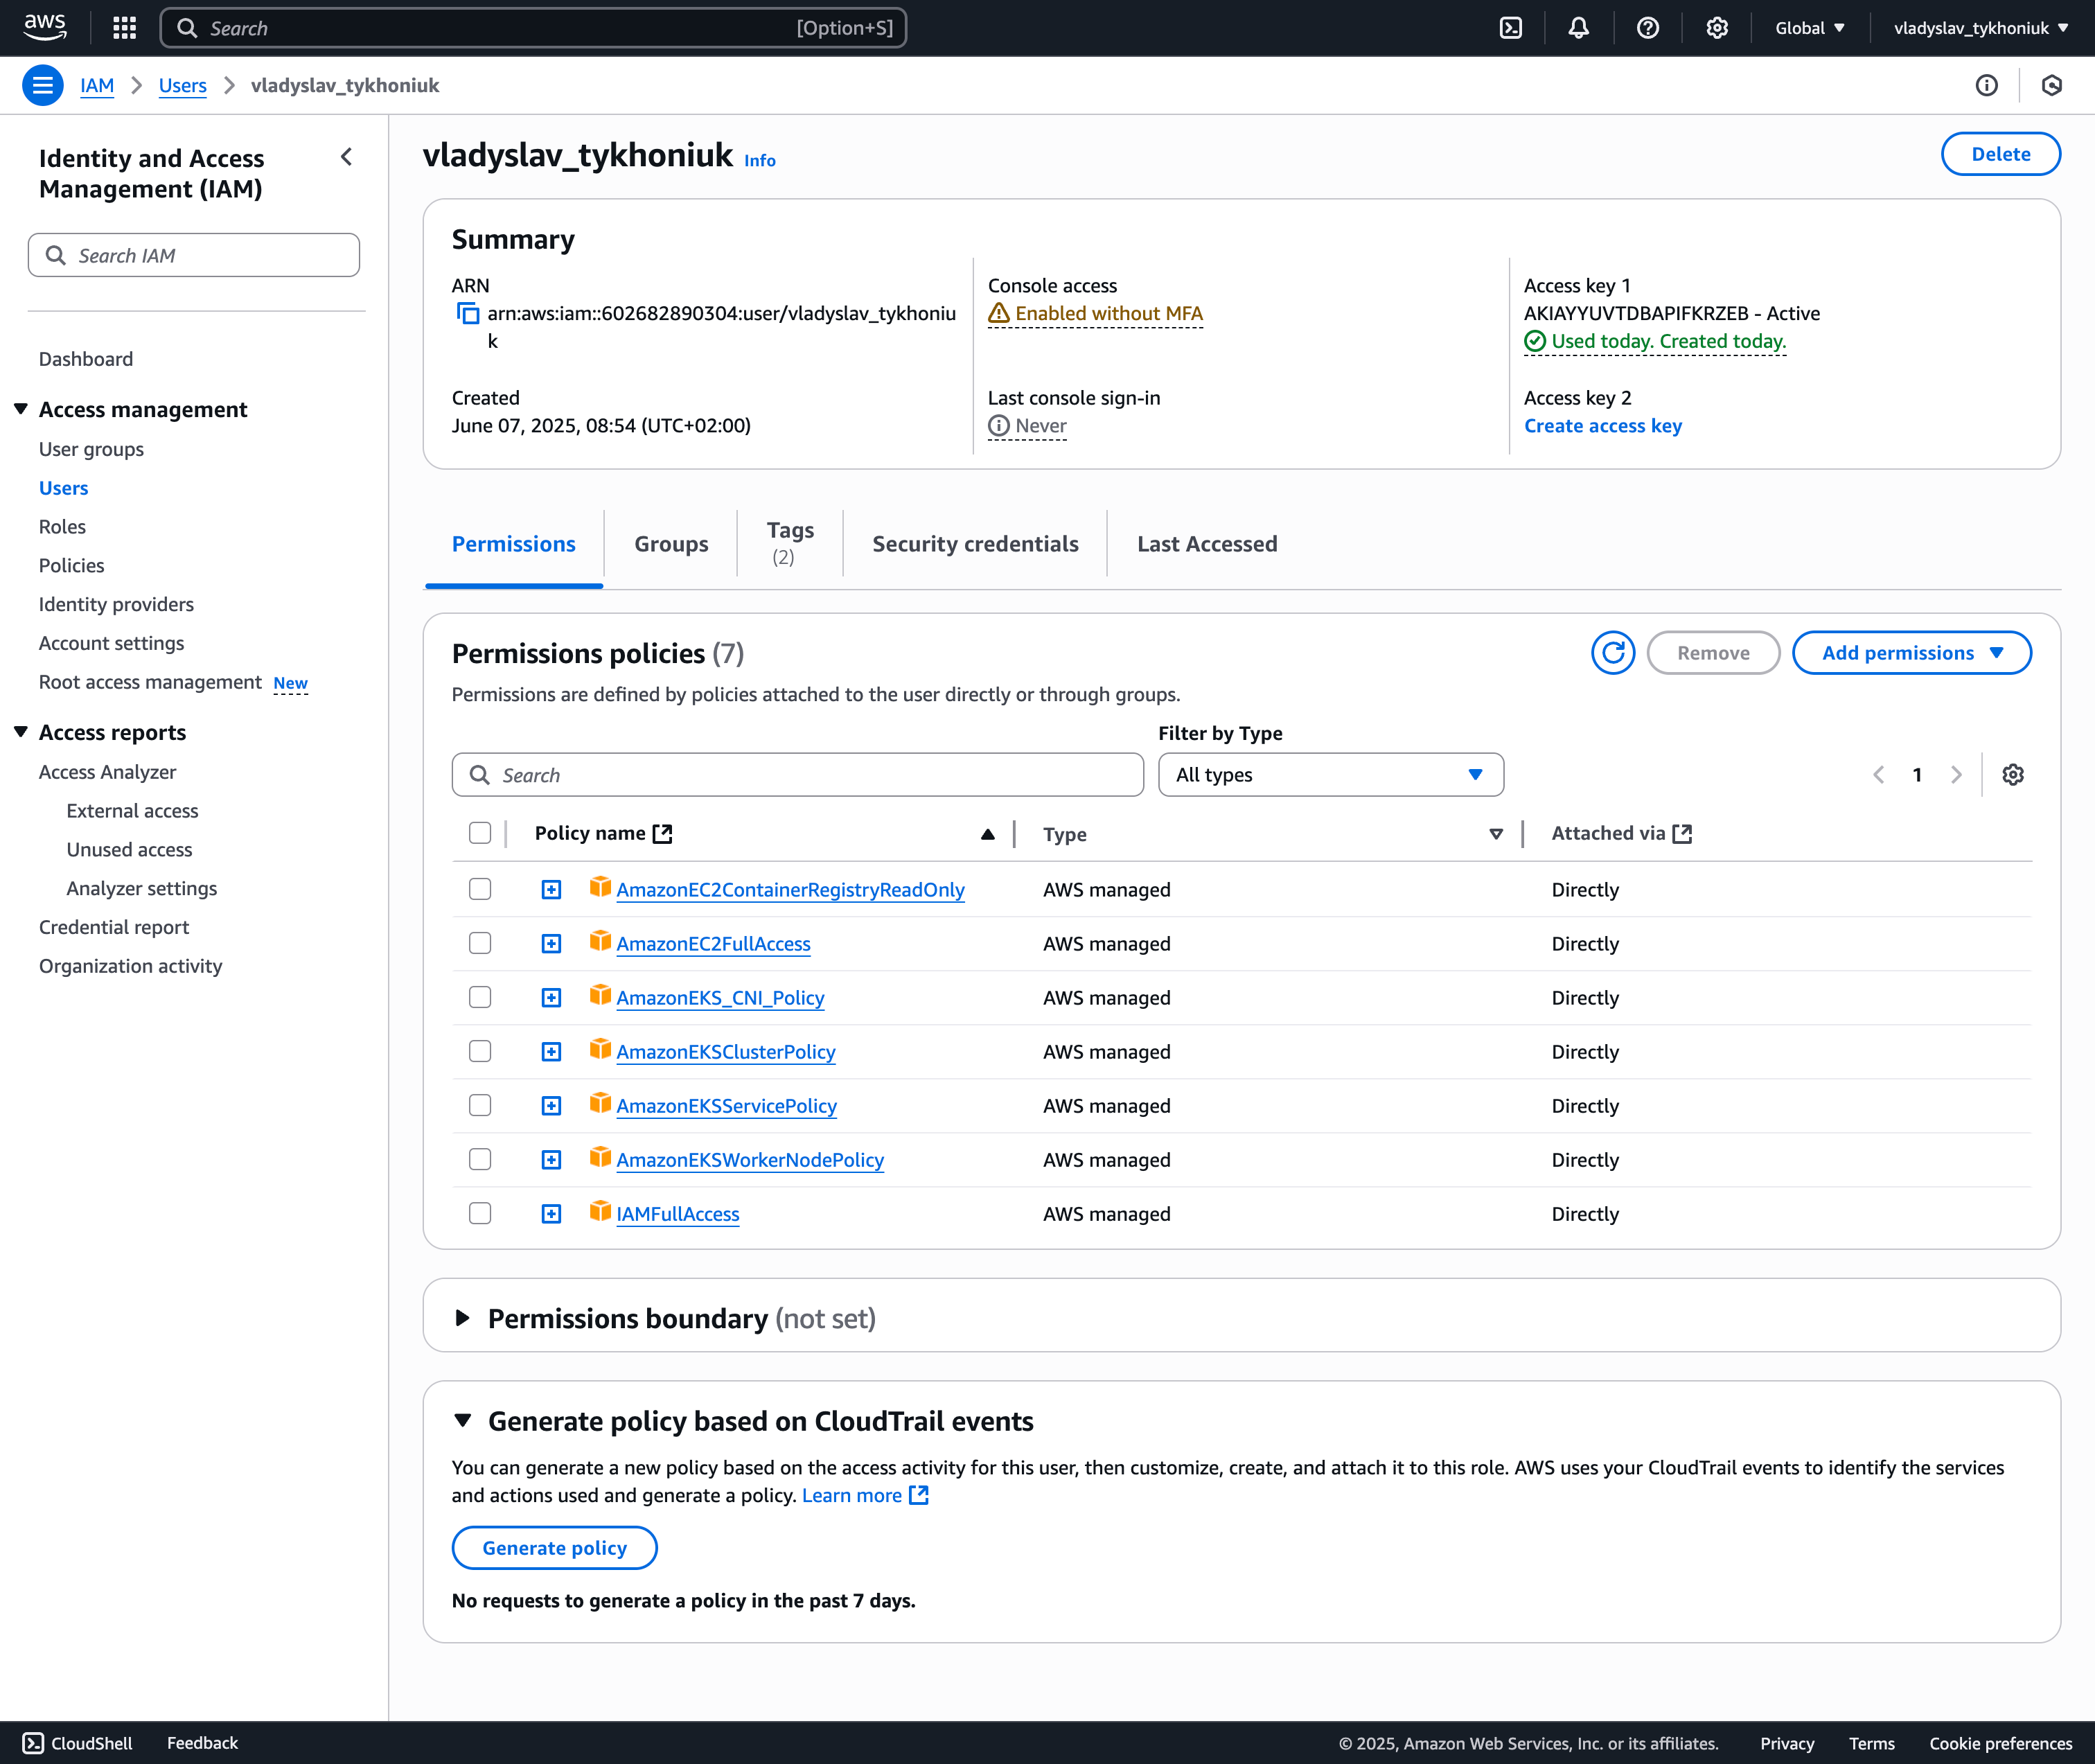 aws
Search [Option+S] Global vladyslav_tykhoniuk
IAM Users vladyslav_tykhoniuk
Identity and Access
Management (IAM)
Search IAM
Dashboard
Access management
User groups
Users
Roles
Policies
Identity providers
Account settings
Root access management New
Access reports
Access Analyzer
External access
Unused access
Analyzer settings
Credential report
Organization activity
vladyslav_tykhoniuk Info
Delete
Summary
ARN
arn:aws:iam::602682890304:user/vladyslav_tykhoniu
k
Created
June 07, 2025, 08:54 (UTC+02:00)
Console access
Enabled without MFA
Last console sign-in
Never
Access key 1
AKIAYYUVTDBAPIFKRZEB - Active
Used today. Created today.
Access key 2
Create access key
Permissions
Groups
Tags
(2)
Security credentials
Last Accessed
Permissions policies (7)
Remove
Add permissions
Permissions are defined by policies attached to the user directly or through groups.
Filter by Type
Search All types 1
Policy name Type Attached via
AmazonEC2ContainerRegistryReadOnly AWS managed Directly
AmazonEC2FullAccess AWS managed Directly
AmazonEKS_CNI_Policy AWS managed Directly
AmazonEKSClusterPolicy AWS managed Directly
AmazonEKSServicePolicy AWS managed Directly
AmazonEKSWorkerNodePolicy AWS managed Directly
IAMFullAccess AWS managed Directly
Permissions boundary (not set)
Generate policy based on CloudTrail events
You can generate a new policy based on the access activity for this user, then customize, create, and attach it to this role. AWS uses your CloudTrail events to identify the services
and actions used and generate a policy. Learn more
Generate policy
No requests to generate a policy in the past 7 days.
CloudShell Feedback © 2025, Amazon Web Services, Inc. or its affiliates. Privacy Terms Cookie preferences